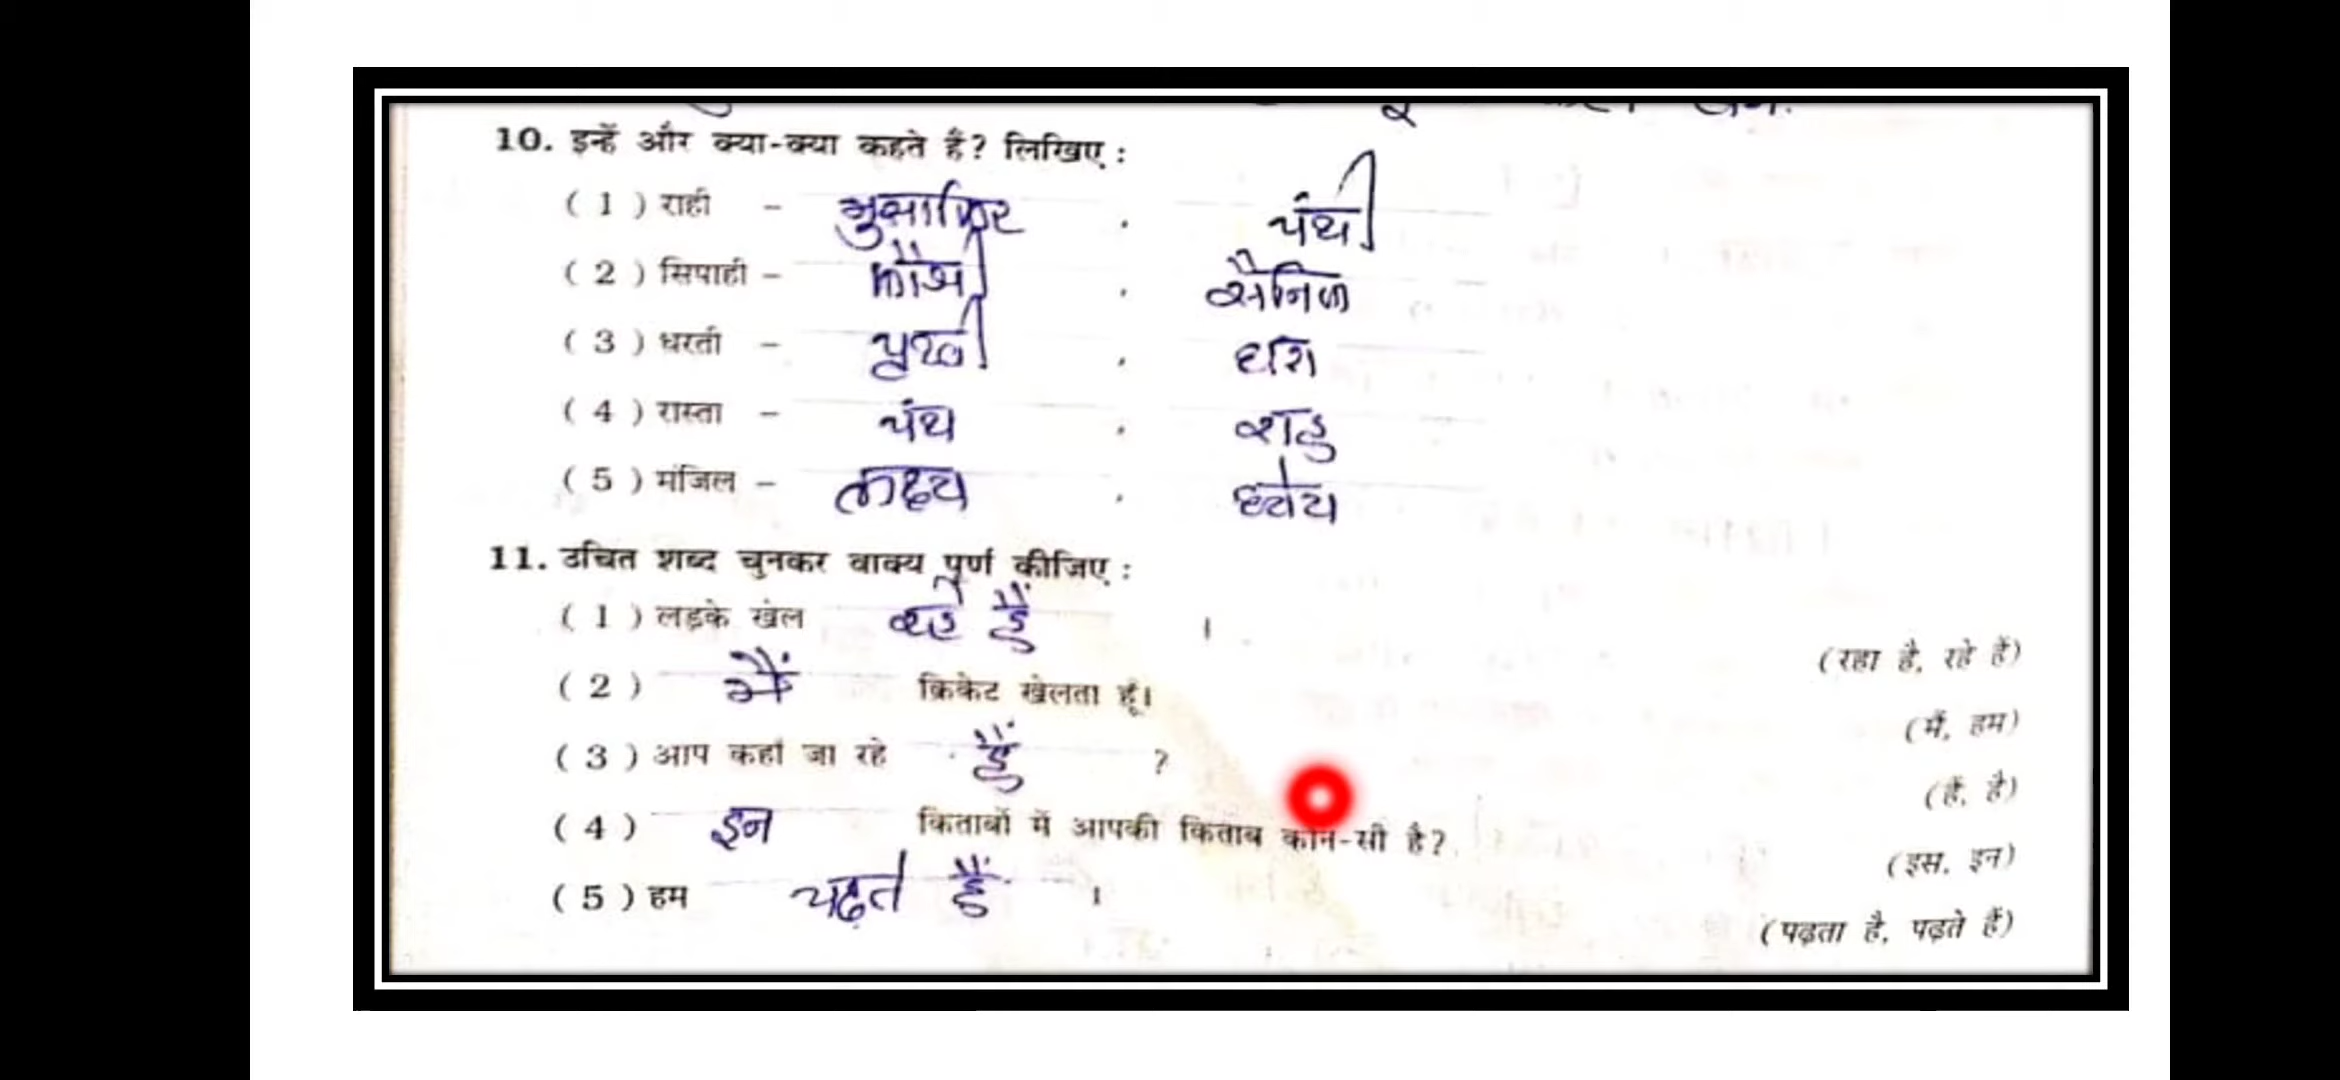 10. इन्हें और क्या-क्या कहते हैं? लिखिए :
( 1 ) राही - मुसाफिर . पंथी
( 2 ) सिपाही - फौजी . सैनिक
( 3 ) धरती - पृथ्वी .
( 4 ) रास्ता - पंथ . राह
( 5 ) मंजिल - लक्ष्य . ध्येय
11. उचित शब्द चुनकर वाक्य पूर्ण कीजिए :
( 1 ) लड़के खेल रहे हैं । (रहा है, रहे हैं)
( 2 ) मैं क्रिकेट खेलता हूँ। (मैं, हम)
( 3 ) आप कहाँ जा रहे हैं ? (हैं, है)
( 4 ) इन किताबों में आपकी किताब कौन-सी है? (इस, इन)
( 5 ) हम पढ़ते हैं । (पढ़ता है, पढ़ते हैं)